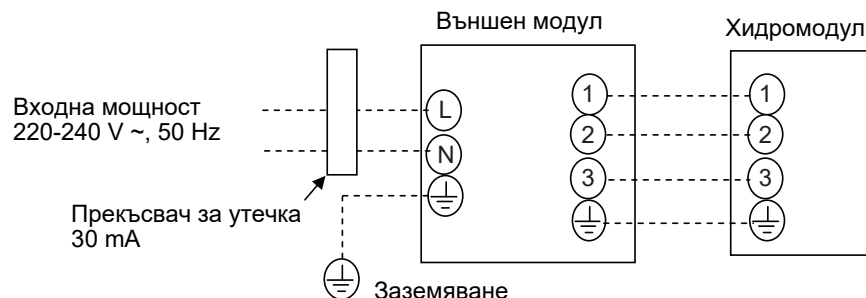 Външен модул
Хидромодул
Входна мощност
220-240 V ~, 50 Hz
L
N
1
2
3
1
2
3
Прекъсвач за утечка
30 mA
Заземяване